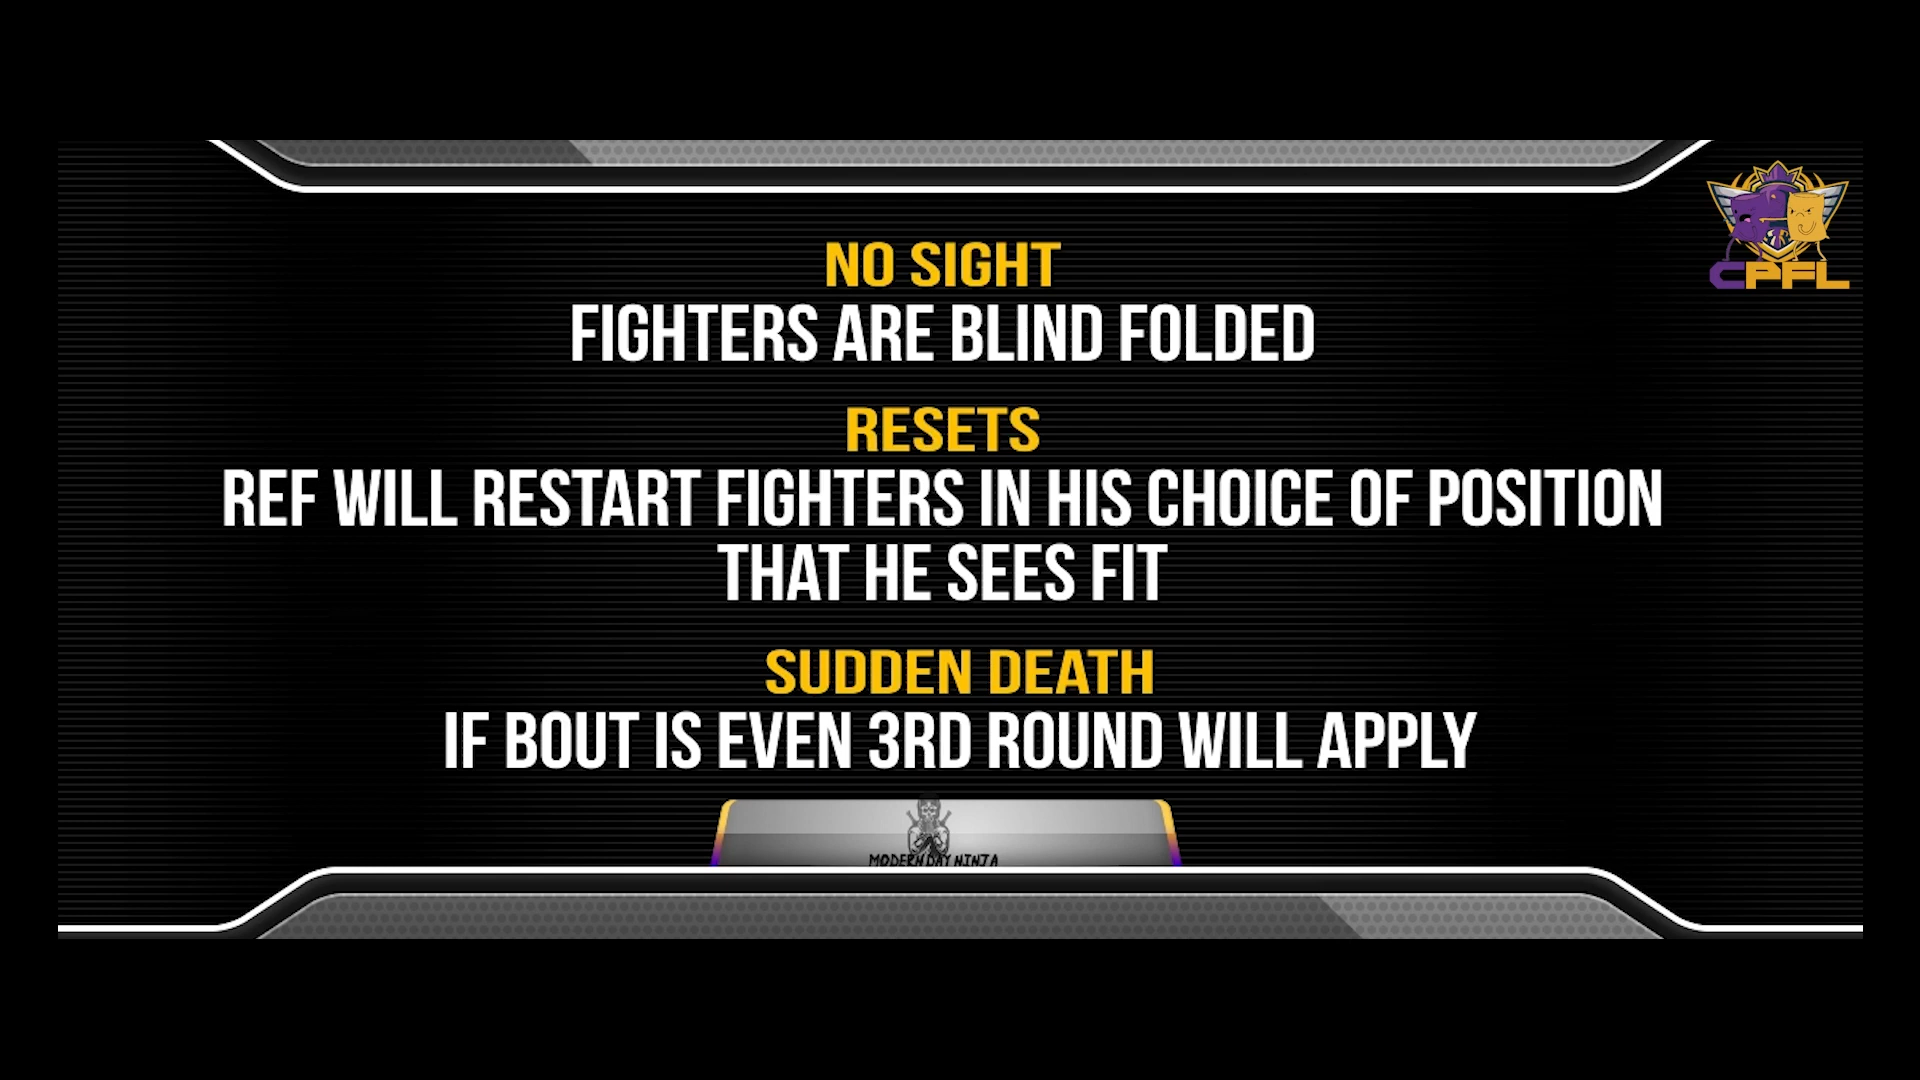 NO SIGHT
FIGHTERS ARE BLIND FOLDED
RESETS
REF WILL RESTART FIGHTERS IN HIS CHOICE OF POSITION
THAT HE SEES FIT
SUDDEN DEATH
IF BOUT IS EVEN 3RD ROUND WILL APPLY
MODERN DAY NINJA
CPFL